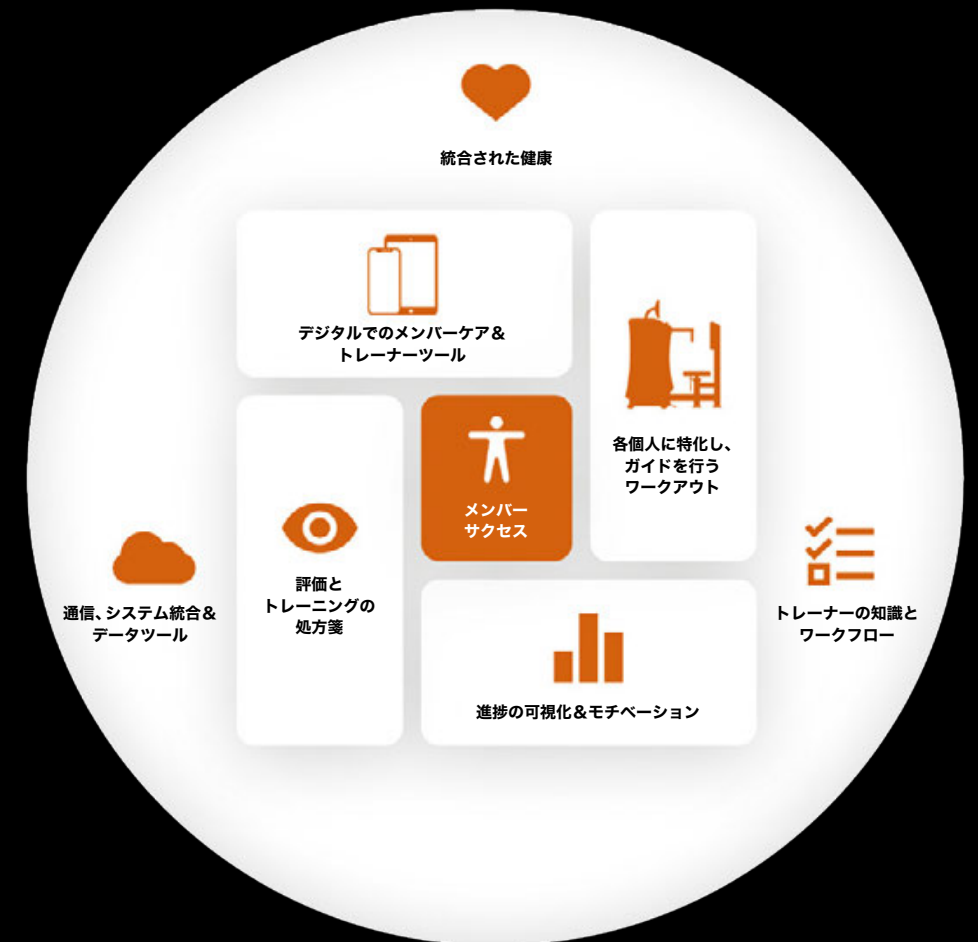 統合された健康
デジタルでのメンバーケア&
トレーナーツール
各個人に特化し、
ガイドを行う
ワークアウト
メンバー
サクセス
評価と
トレーニングの
処方箋
通信、システム統合&
データツール
トレーナーの知識と
ワークフロー
進捗の可視化&モチベーション